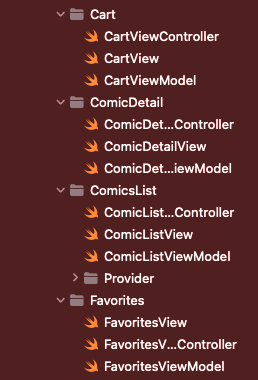 Cart
CartViewController
CartView
CartViewModel
ComicDetail
ComicDet...Controller
ComicDetailView
ComicDet...iewModel
ComicsList
ComicList...Controller
ComicListView
ComicListViewModel
Provider
Favorites
FavoritesView
FavoritesV...Controller
FavoritesViewModel